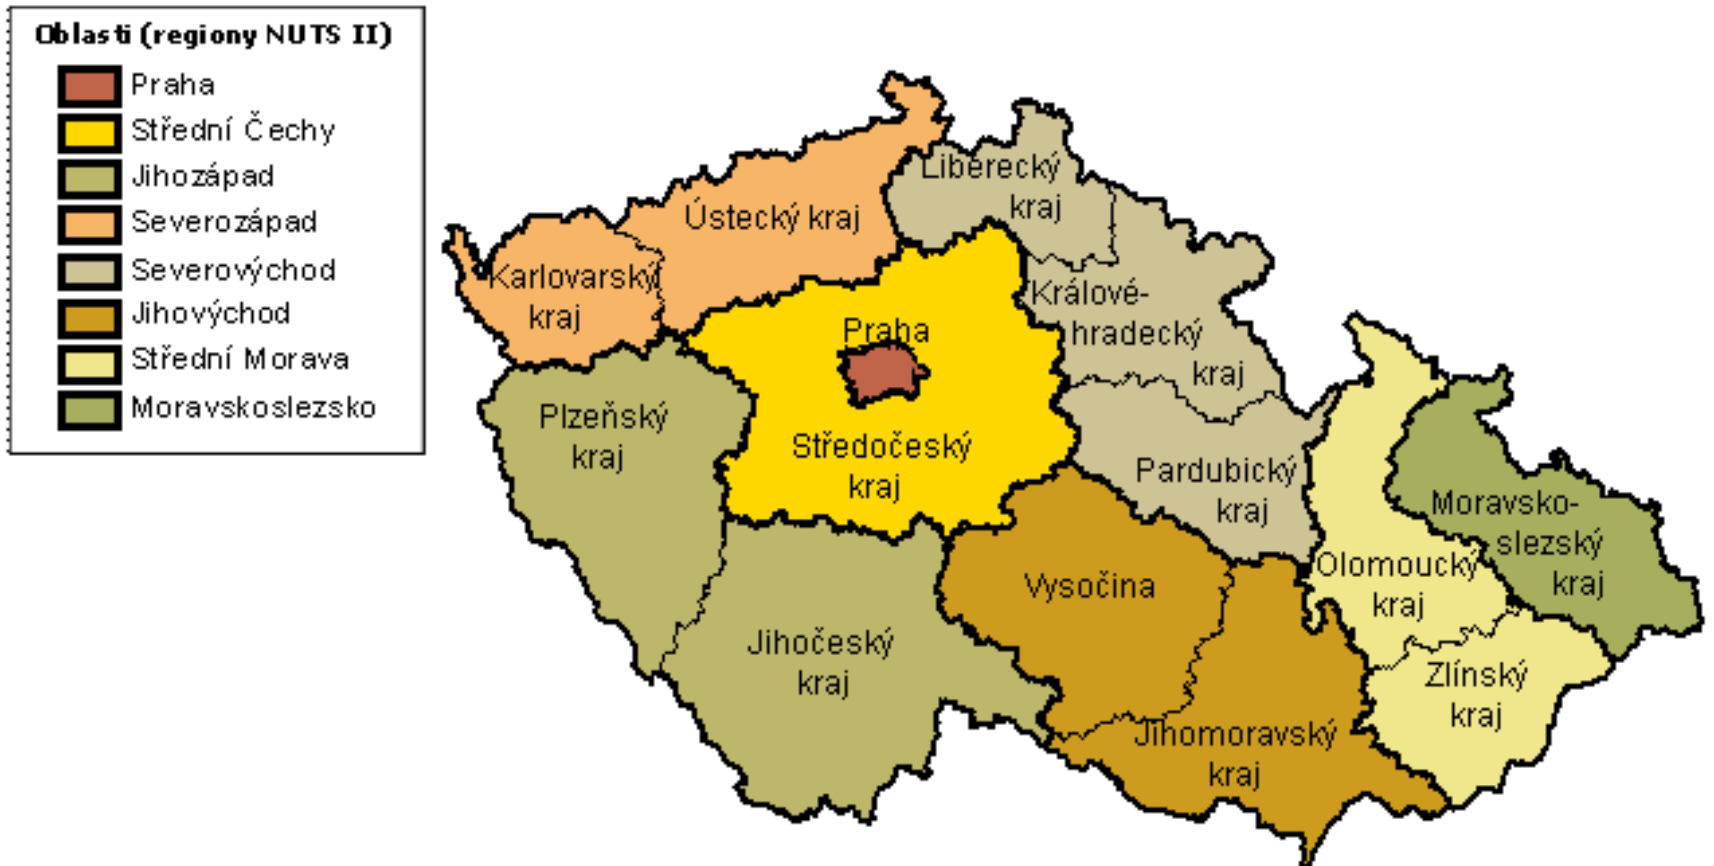 Oblasti (regiony NUTS II)
Praha
Střední Čechy
Jihozápad
Severozápad
Severovýchod
Jihovýchod
Střední Morava
Moravskoslezsko
Liberecký
kraj
Ústecký kraj
Karlovarský
kraj
Králové-
hradecký
kraj
Praha
Plzeňský
kraj
Středočeský
kraj
Pardubický
kraj
Moravsko-
slezský
kraj
Olomoucký
kraj
Vysočina
Jihočeský
kraj
Zlínský
kraj
Jihomoravský
kraj